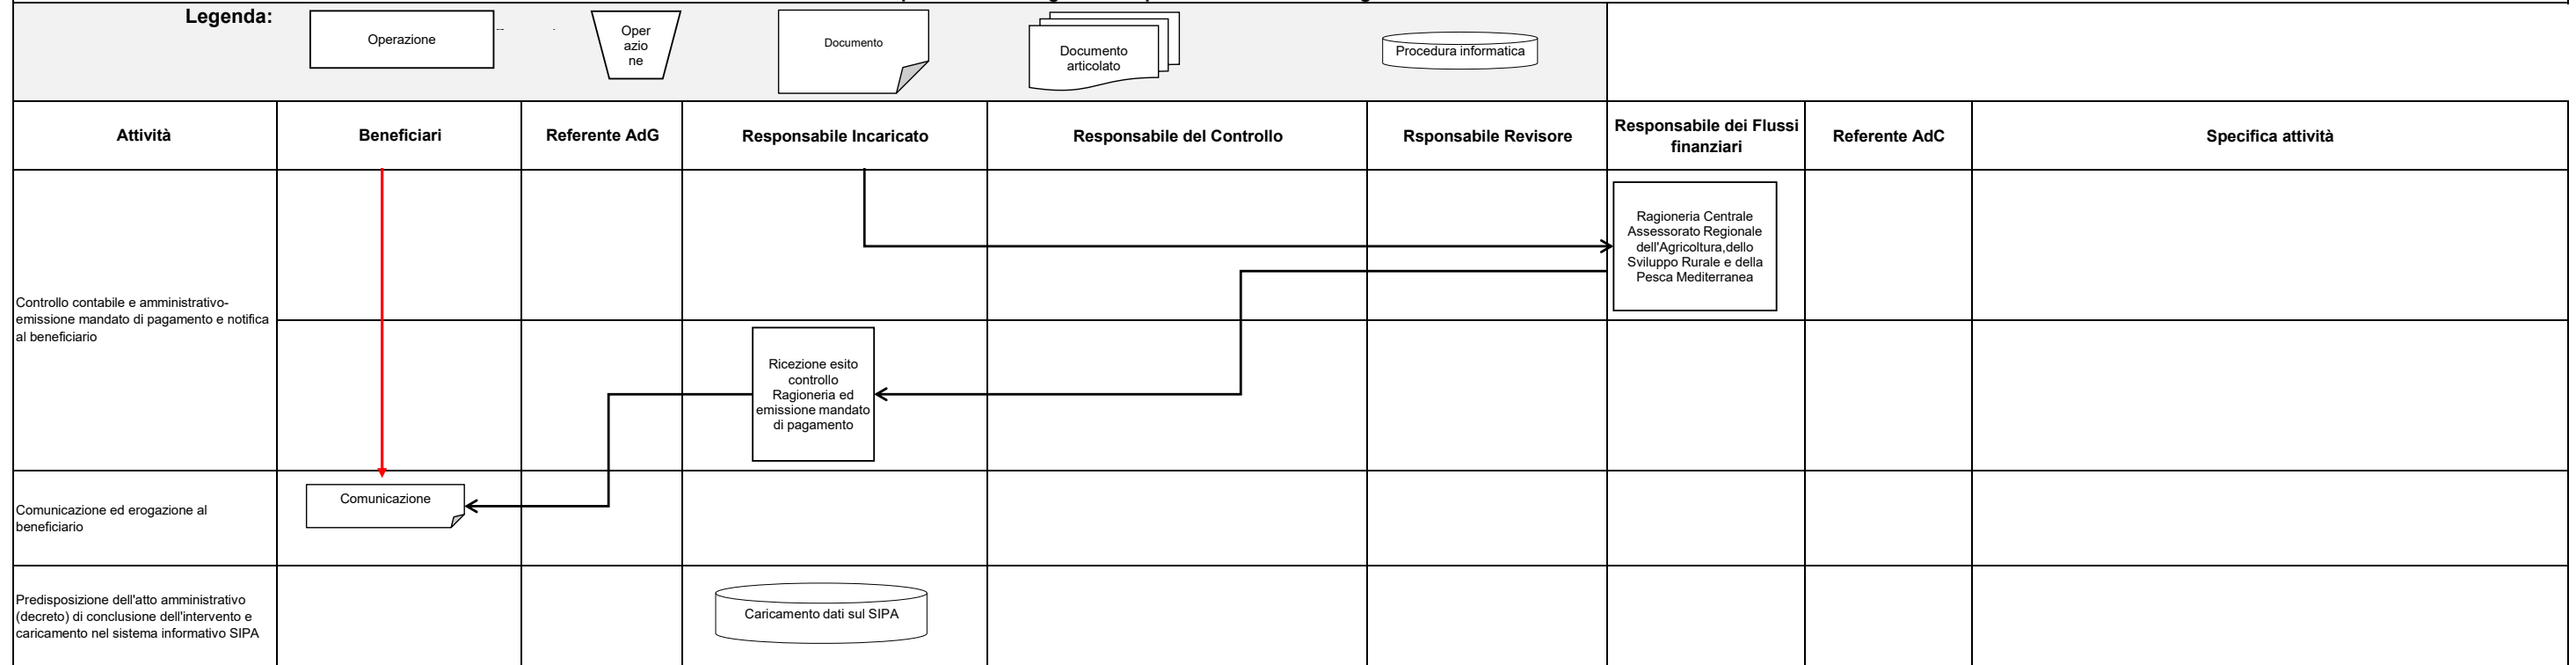 Legenda:
Operazione
Oper
azio
ne
Documento
Documento
articolato
Procedura informatica
Attività
Beneficiari
Referente AdG
Responsabile Incaricato
Responsabile del Controllo
Rsponsabile Revisore
Responsabile dei Flussi
finanziari
Referente AdC
Specifica attività
Controllo contabile e amministrativo-
emissione mandato di pagamento e notifica
al beneficiario
Ragioneria Centrale
Assessorato Regionale
dell'Agricoltura,dello
Sviluppo Rurale e della
Pesca Mediterranea
Ricezione esito
controllo
Ragioneria ed
emissione mandato
di pagamento
Comunicazione ed erogazione al
beneficiario
Comunicazione
Predisposizione dell'atto amministrativo
(decreto) di conclusione dell'intervento e
caricamento nel sistema informativo SIPA
Caricamento dati sul SIPA